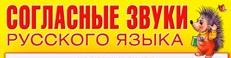 СОГЛАСНЫЕ ЗВУКИ
РУССКОГО ЯЗЫКА